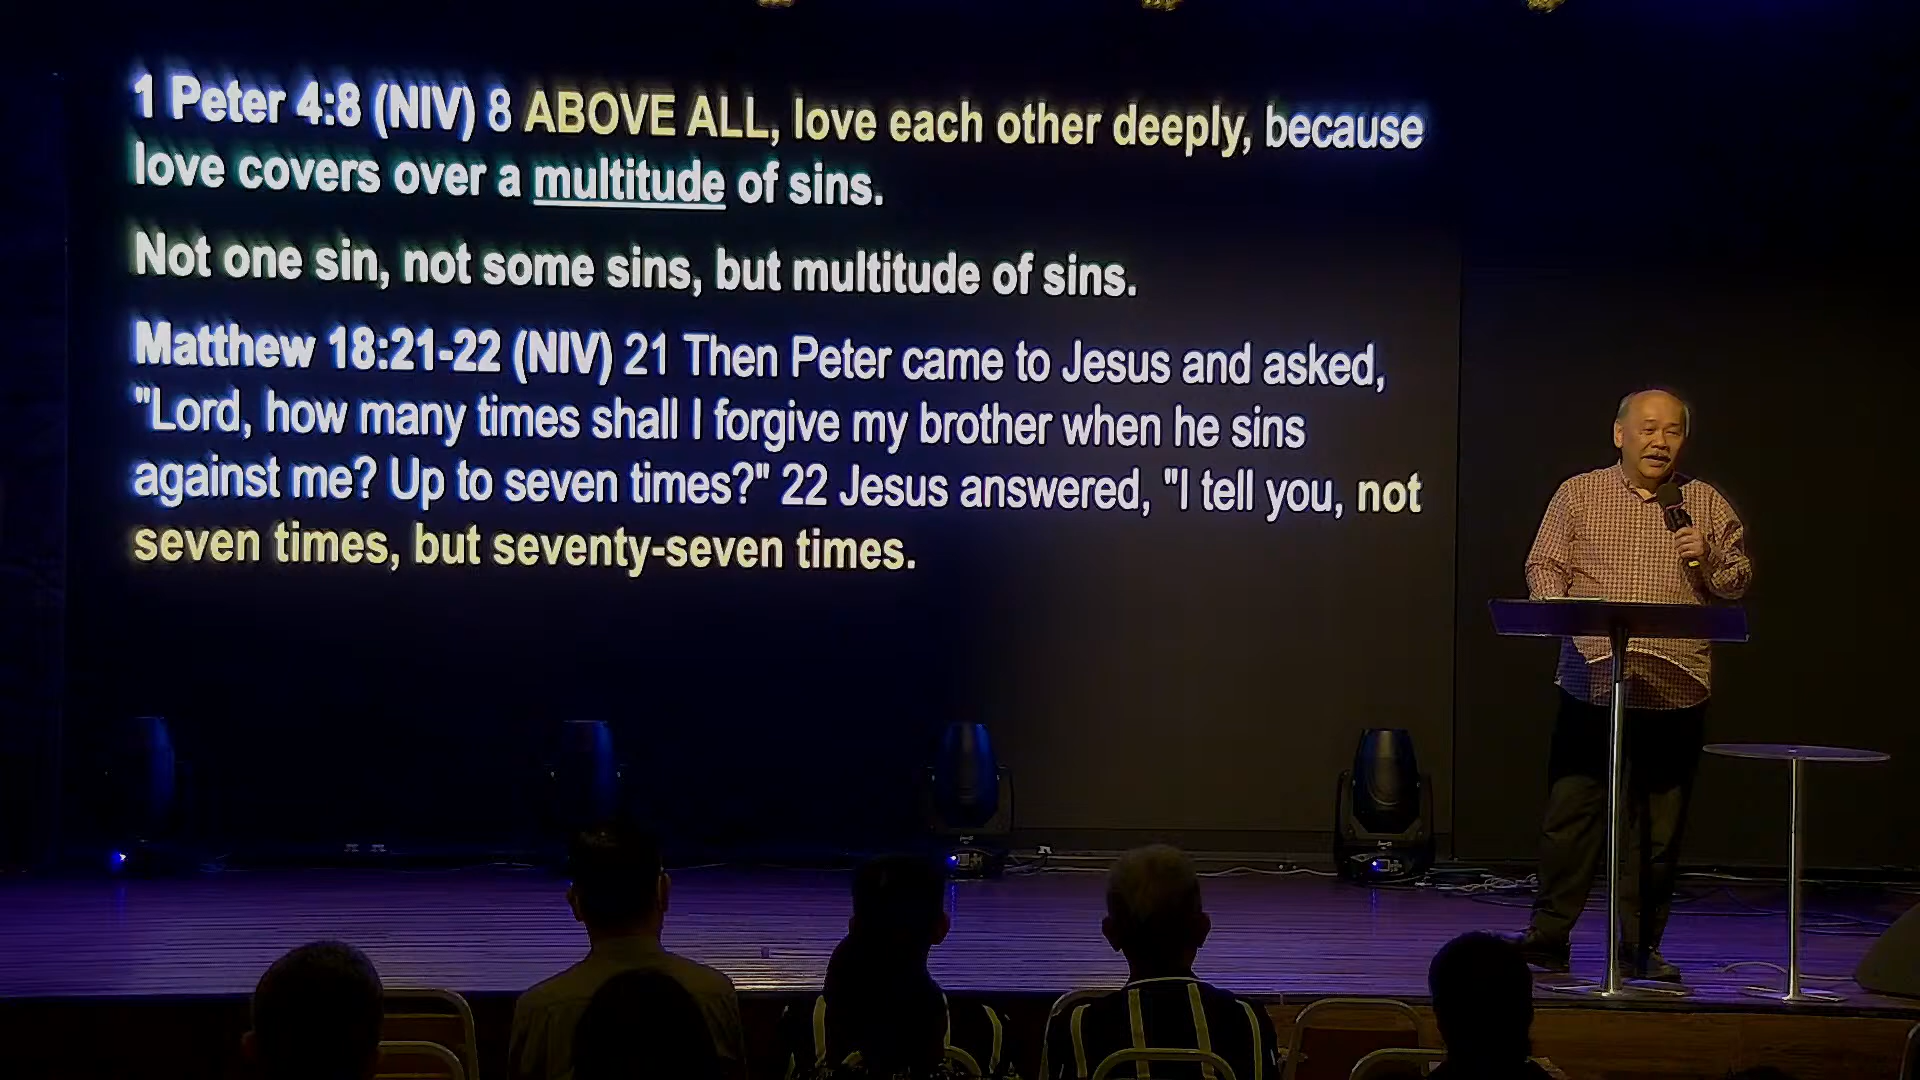 1 Peter 4:8 (NIV) 8 ABOVE ALL, love each other deeply, because
love covers over a multitude of sins.
Not one sin, not some sins, but multitude of sins.
Matthew 18:21-22 (NIV) 21 Then Peter came to Jesus and asked,
"Lord, how many times shall I forgive my brother when he sins
against me? Up to seven times?" 22 Jesus answered, "I tell you, not
seven times, but seventy-seven times.